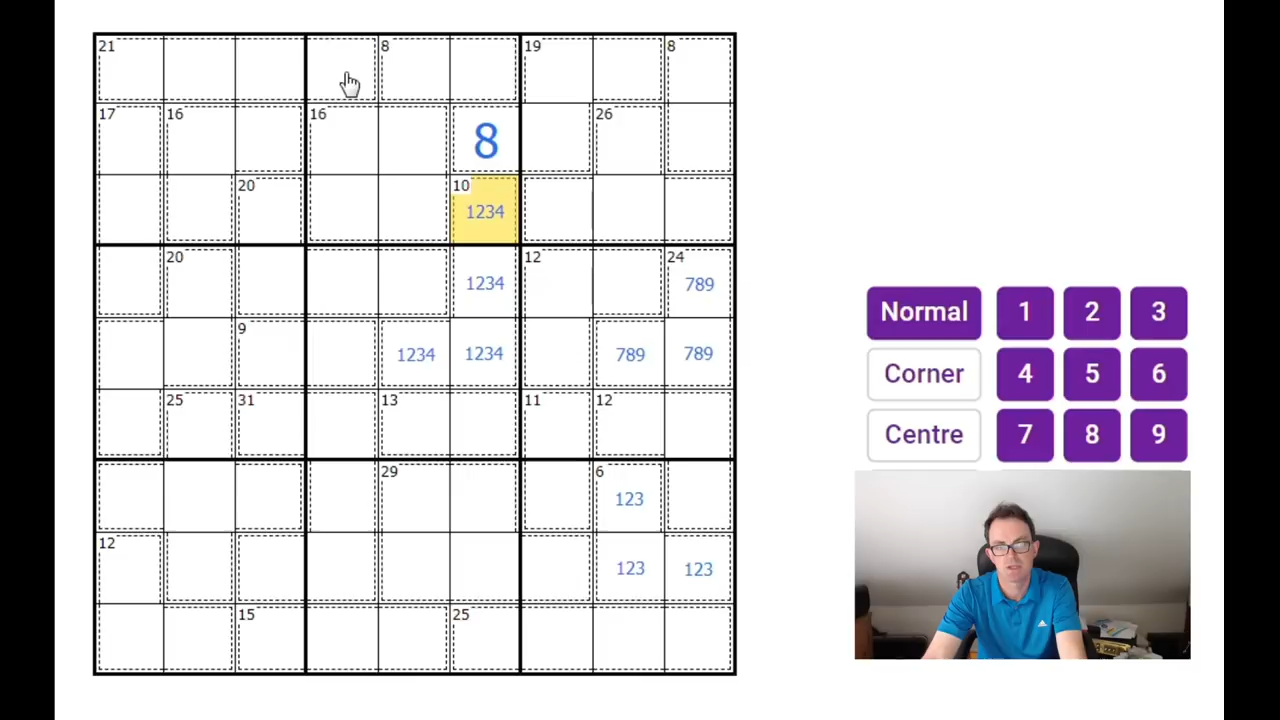 21 8 19 8
17 16 16 8 26
20 10 1234
20 1234 12 24 789
9 1234 1234 789 789
25 31 13 11 12
29 6 123
12 123 123
15 25
Normal 1 2 3
Corner 4 5 6
Centre 7 8 9